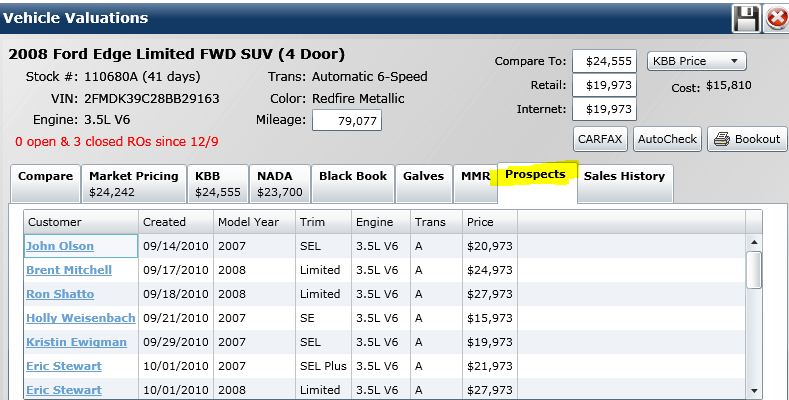 Vehicle Valuations
2008 Ford Edge Limited FWD SUV (4 Door)
Stock #: 110680A (41 days) Trans: Automatic 6-Speed
VIN: 2FMDK39C28BB29163 Color: Redfire Metallic
Engine: 3.5L V6 Mileage: 79,077
0 open & 3 closed ROs since 12/9
Compare To: $24,555 KBB Price
Retail: $19,973 Cost: $15,810
Internet: $19,973
CARFAX AutoCheck Bookout
Compare Market Pricing KBB NADA Black Book Galves MMR Prospects Sales History
$24,242 $24,555 $23,700
Customer Created Model Year Trim Engine Trans Price
John Olson 09/14/2010 2007 SEL 3.5L V6 A $20,973
Brent Mitchell 09/17/2010 2008 Limited 3.5L V6 A $24,973
Ron Shatto 09/18/2010 2008 Limited 3.5L V6 A $27,973
Holly Weisenbach 09/21/2010 2007 SE 3.5L V6 A $15,973
Kristin Ewigman 09/29/2010 2007 SEL 3.5L V6 A $19,973
Eric Stewart 10/01/2010 2007 SEL Plus 3.5L V6 A $21,973
Eric Stewart 10/01/2010 2008 Limited 3.5L V6 A $27,973